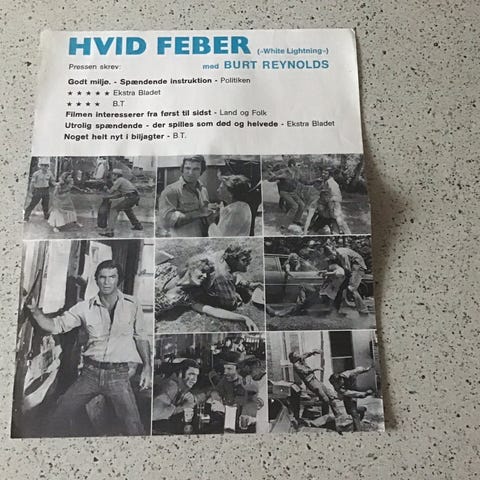 HVID FEBER («White Lightning»)
Pressen skrev: med BURT REYNOLDS
Godt miljø. - Spændende instruktion - Politiken
★ ★ ★ ★ ★ Ekstra Bladet
★ ★ ★ ★ B.T
Filmen interesserer fra først til sidst - Land og Folk
Utrolig spændende - der spilles som død og helvede - Ekstra Bladet
Noget helt nyt i biljagter - B.T.